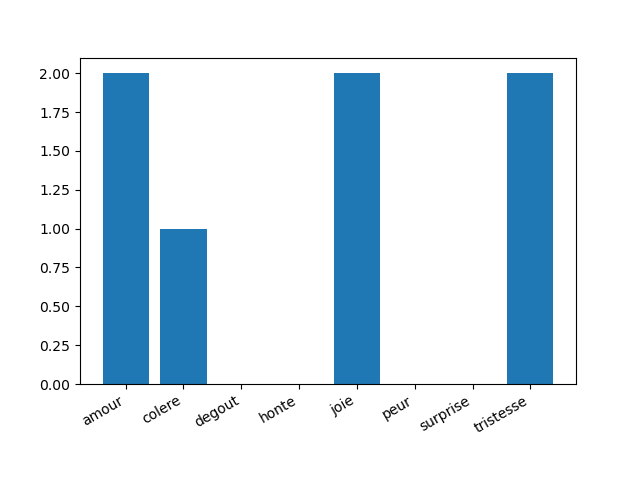 2.00
1.75
1.50
1.25
1.00
0.75
0.50
0.25
0.00
amour
colere
degout
honte
joie
peur
surprise
tristesse